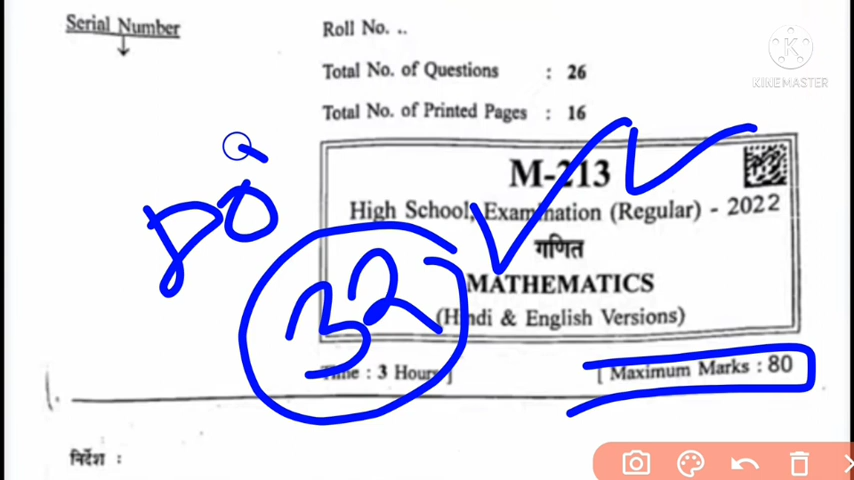 Serial Number
Roll No. ..
Total No. of Questions : 26
Total No. of Printed Pages : 16
KINEMASTER
M-213
High School Examination (Regular) - 2022
गणित
MATHEMATICS
(Hindi & English Versions)
32
Time : 3 Hours ]
[ Maximum Marks : 80
निर्देश :